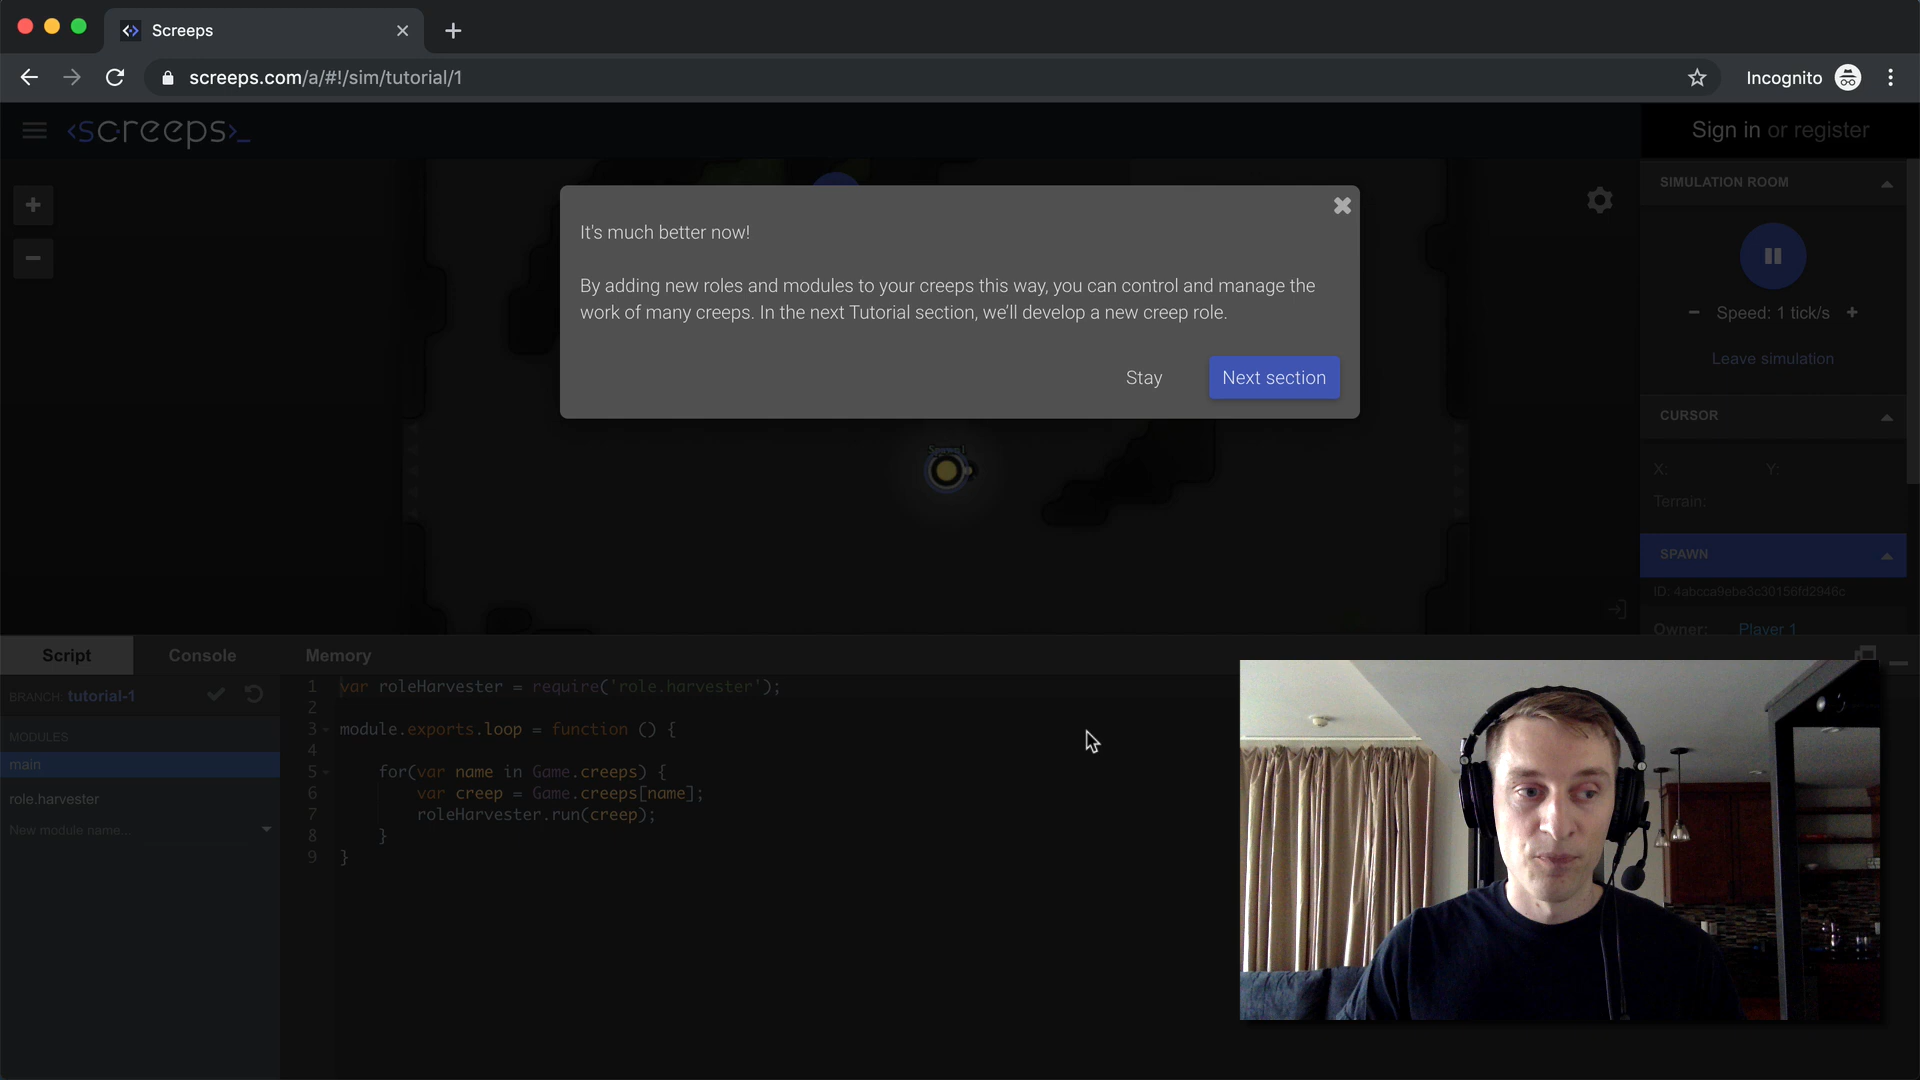 Screeps
screeps.com/a/#!/sim/tutorial/1
Incognito
<screeps>_
Sign in or register
It's much better now!
By adding new roles and modules to your creeps this way, you can control and manage the
work of many creeps. In the next Tutorial section, we'll develop a new creep role.
Stay
Next section
SIMULATION ROOM
Speed: 1 tick/s
Leave simulation
CURSOR
X: Y:
Terrain:
SPAWN
ID: 4abcca9ebe3c30156fd2946c
Owner: Player 1
Spawn1
Script Console Memory
BRANCH: tutorial-1
MODULES
main
role.harvester
New module name...
1 var roleHarvester = require('role.harvester');
2
3 module.exports.loop = function () {
4
5 for(var name in Game.creeps) {
6 var creep = Game.creeps[name];
7 roleHarvester.run(creep);
8 }
9 }